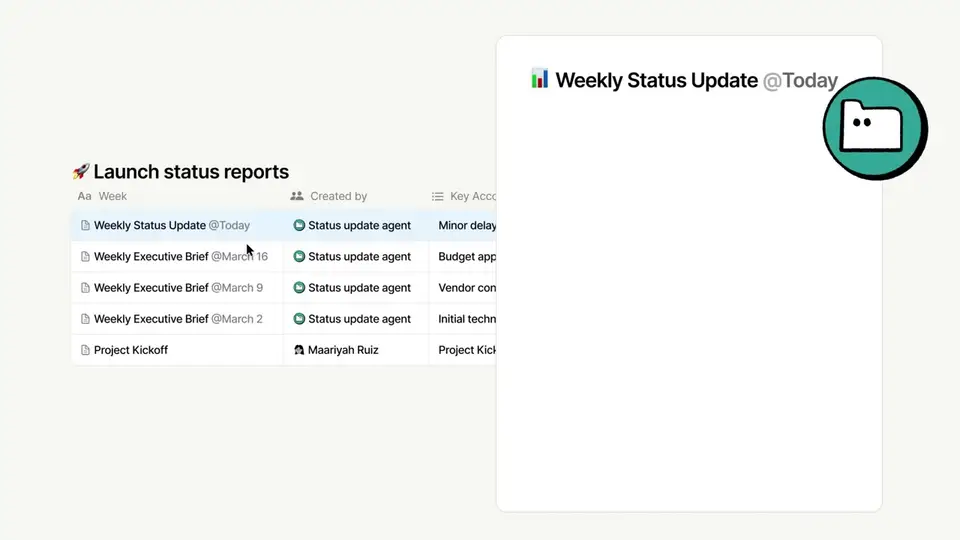 Weekly Status Update @Today
Launch status reports
Aa Week Created by Key Acco
Weekly Status Update @Today Status update agent Minor delay
Weekly Executive Brief @March 16 Status update agent Budget app
Weekly Executive Brief @March 9 Status update agent Vendor con
Weekly Executive Brief @March 2 Status update agent Initial techn
Project Kickoff Maariyah Ruiz Project Kick